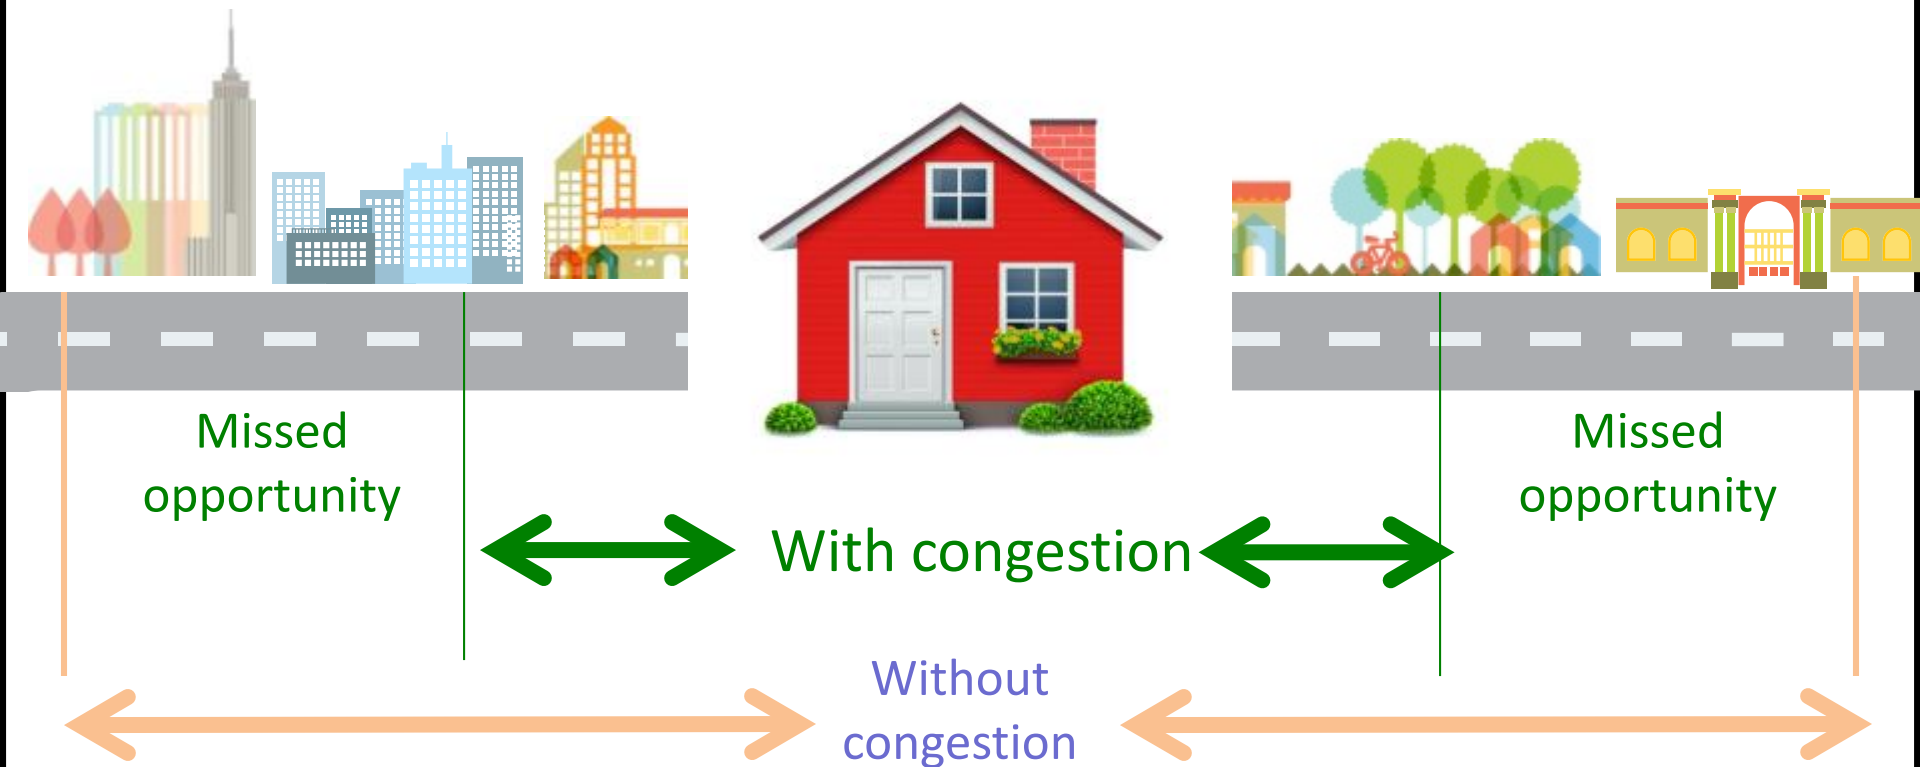 Missed
opportunity
Missed
opportunity
With congestion
Without
congestion